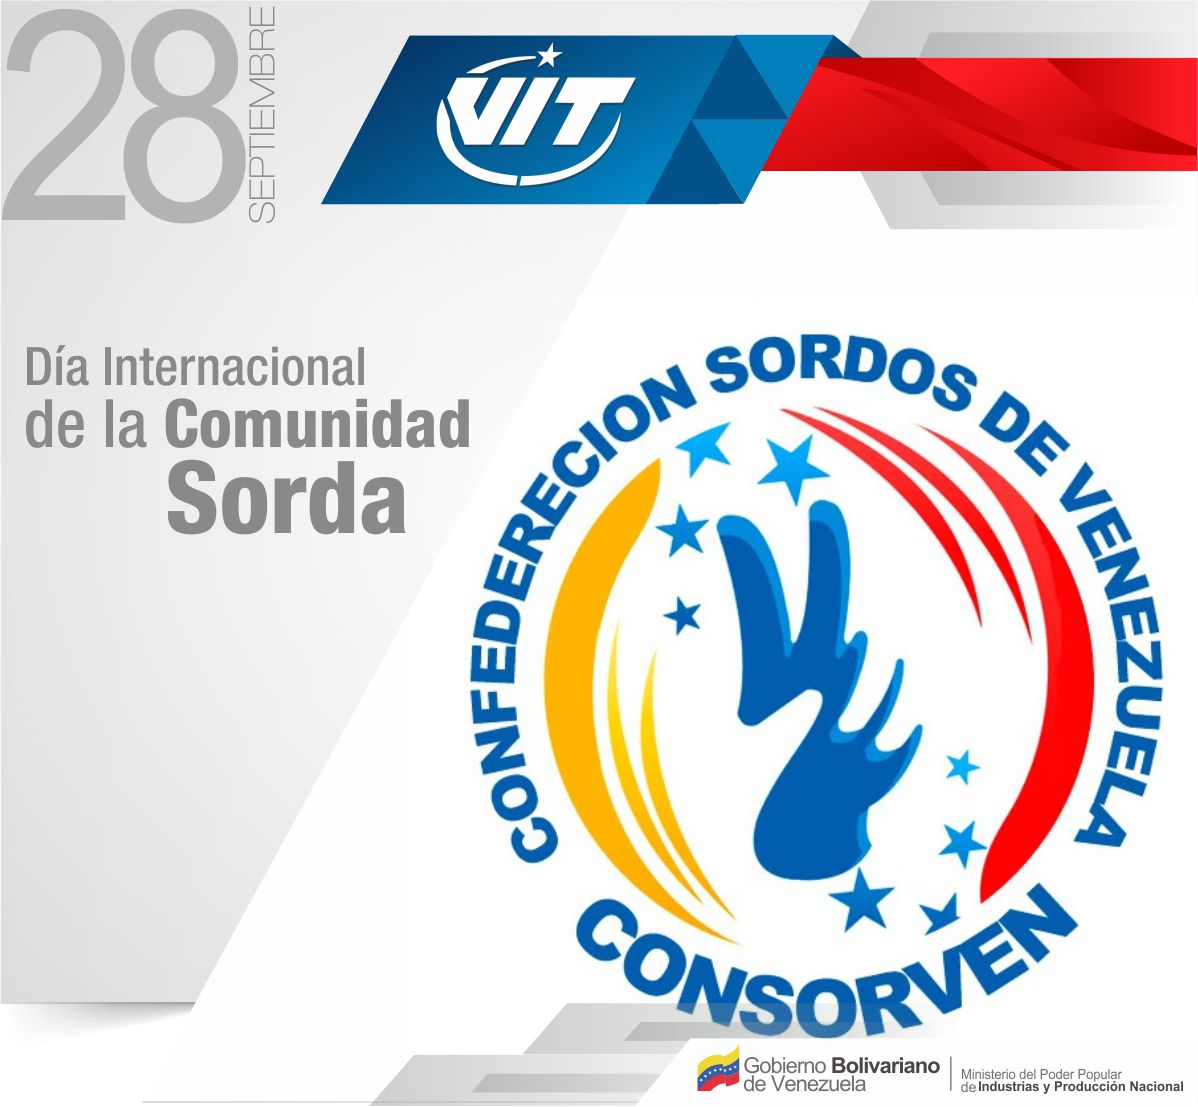 28
SEPTIEMBRE
VIT
Día Internacional
de la Comunidad
Sorda
CONFEDERECION SORDOS DE VENEZUELA
CONSORVEN
Gobierno Bolivariano
de Venezuela
Ministerio del Poder Popular
de Industrias y Producción Nacional